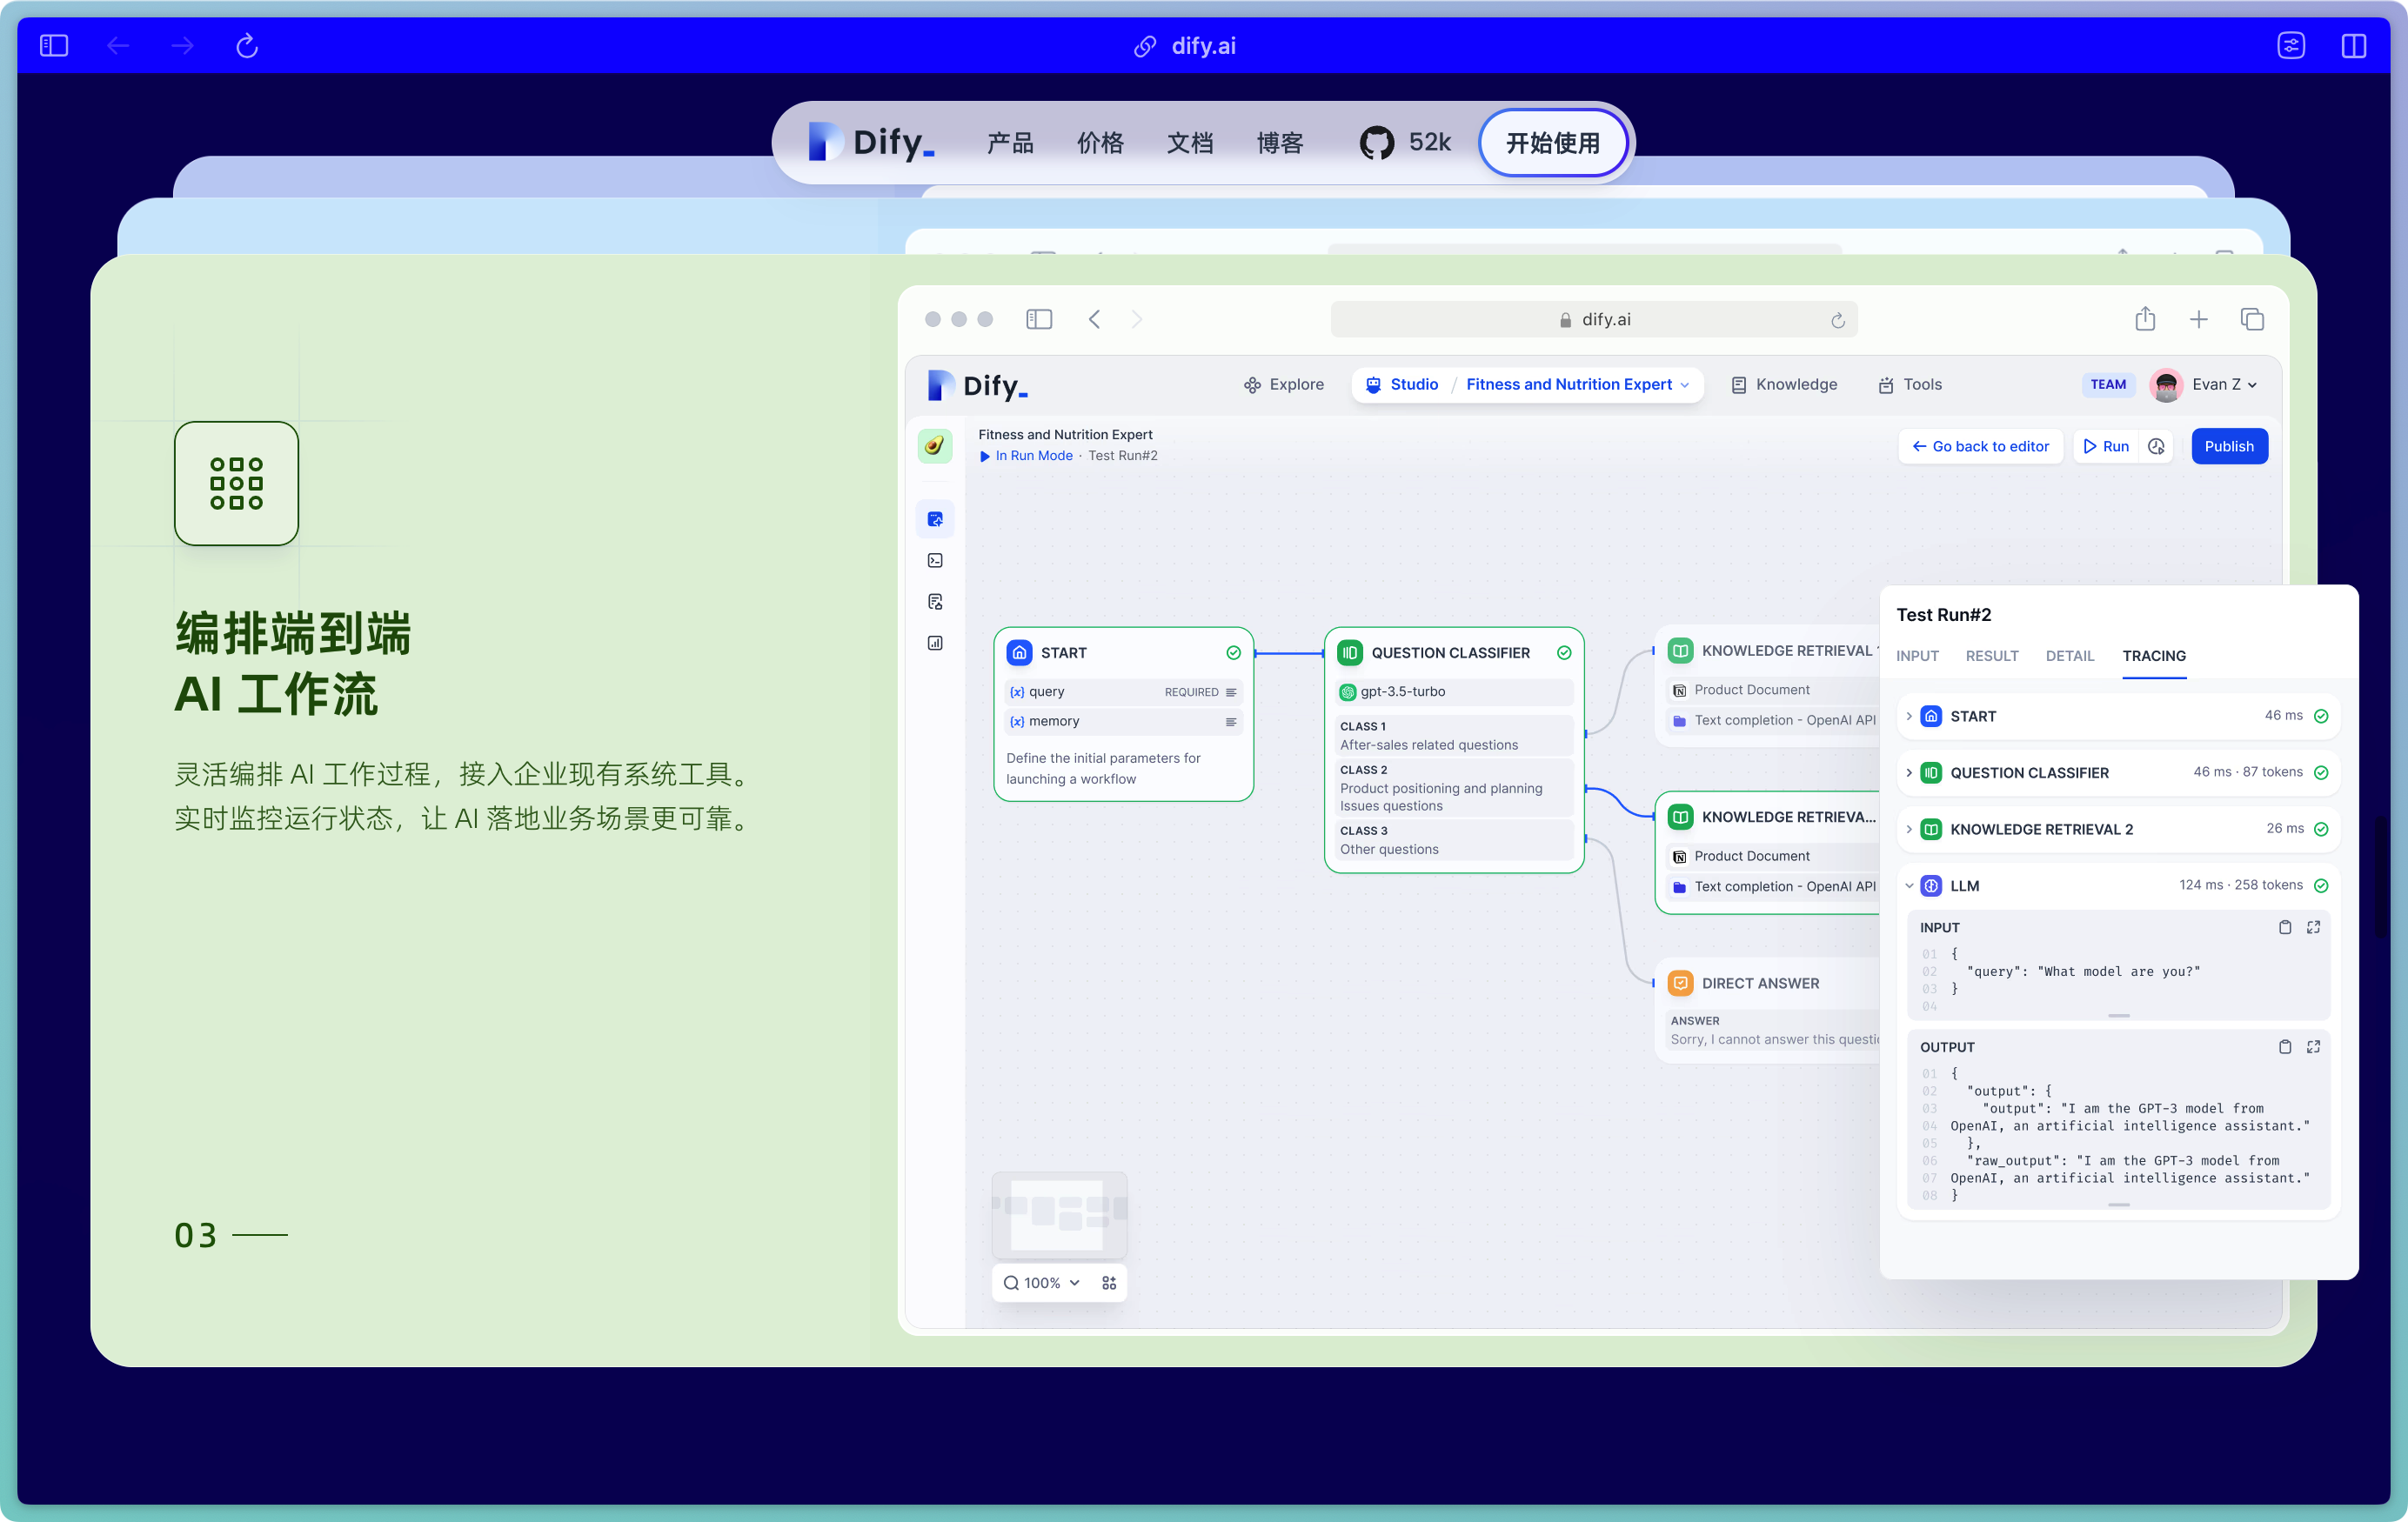 dify.ai
Dify_
产品
价格
文档
博客
52k
开始使用
编排端到端
AI 工作流
灵活编排 AI 工作过程，接入企业现有系统工具。
实时监控运行状态，让 AI 落地业务场景更可靠。
03
dify.ai
Dify_
Explore
Studio / Fitness and Nutrition Expert
Knowledge
Tools
TEAM
Evan Z
Fitness and Nutrition Expert
In Run Mode · Test Run#2
Go back to editor
Run
Publish
START
{x} query REQUIRED
{x} memory
Define the initial parameters for
launching a workflow
QUESTION CLASSIFIER
gpt-3.5-turbo
CLASS 1
After-sales related questions
CLASS 2
Product positioning and planning
Issues questions
CLASS 3
Other questions
KNOWLEDGE RETRIEVAL
Product Document
Text completion - OpenAI API
KNOWLEDGE RETRIEVA...
Product Document
Text completion - OpenAI API
DIRECT ANSWER
ANSWER
Sorry, I cannot answer this
100%
Test Run#2
INPUT
RESULT
DETAIL
TRACING
START 46 ms
QUESTION CLASSIFIER 46 ms · 87 tokens
KNOWLEDGE RETRIEVAL 2 26 ms
LLM 124 ms · 258 tokens
INPUT
01 {
02 "query": "What model are you?"
03 }
04
OUTPUT
01 {
02 "output": {
03 "output": "I am the GPT-3 model from
04 OpenAI, an artificial intelligence assistant."
05 },
06 "raw_output": "I am the GPT-3 model from
07 OpenAI, an artificial intelligence assistant."
08 }